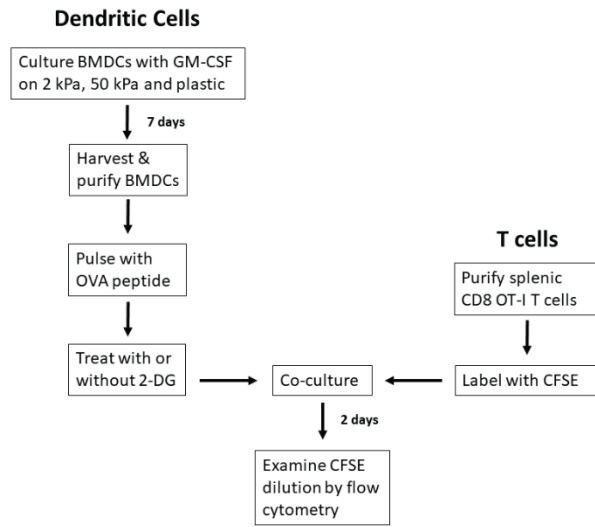 Dendritic Cells
Culture BMDCs with GM-CSF
on 2 kPa, 50 kPa and plastic
7 days
Harvest &
purify BMDCs
Pulse with
OVA peptide
Treat with or
without 2-DG
T cells
Purify splenic
CD8 OT-I T cells
Label with CFSE
Co-culture
2 days
Examine CFSE
dilution by flow
cytometry